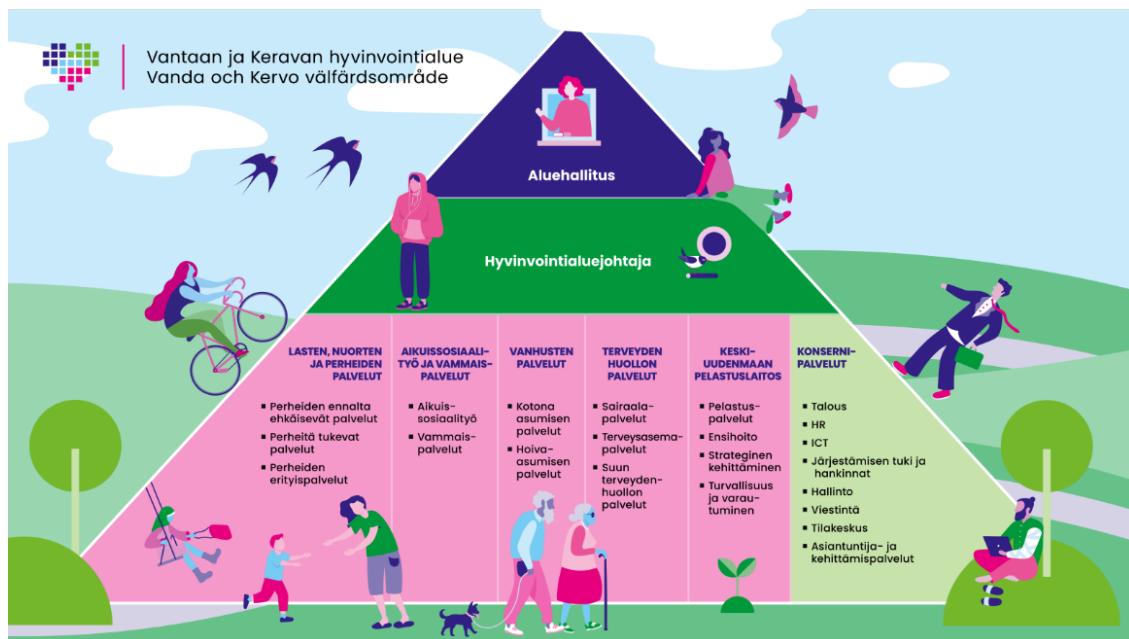 Vantaan ja Keravan hyvinvointialue
Vanda och Kervo välfärdsområde
Aluehallitus
Hyvinvointialuejohtaja
LASTEN, NUORTEN
JA PERHEIDEN
PALVELUT
▪ Perheiden ennalta
ehkäisevät palvelut
▪ Perheitä tukevat
palvelut
▪ Perheiden
erityispalvelut
AIKUISSOSIAALI-
TYÖ JA VAMMAIS-
PALVELUT
▪ Aikuis-
sosiaalityö
▪ Vammais-
palvelut
VANHUSTEN
PALVELUT
▪ Kotona
asumisen
palvelut
▪ Hoiva-
asumisen
palvelut
TERVEYDEN
HUOLLON
PALVELUT
▪ Sairaala-
palvelut
▪ Terveysasema-
palvelut
▪ Suun
terveyden-
huollon
palvelut
KESKI-
UUDENMAAN
PELASTUSLAITOS
▪ Pelastus-
palvelut
▪ Ensihoito
▪ Strateginen
kehittäminen
▪ Turvallisuus
ja varau-
tuminen
KONSERNI-
PALVELUT
▪ Talous
▪ HR
▪ ICT
▪ Järjestämisen tuki ja
hankinnat
▪ Hallinto
▪ Viestintä
▪ Tilakeskus
▪ Asiantuntija- ja
kehittämispalvelut